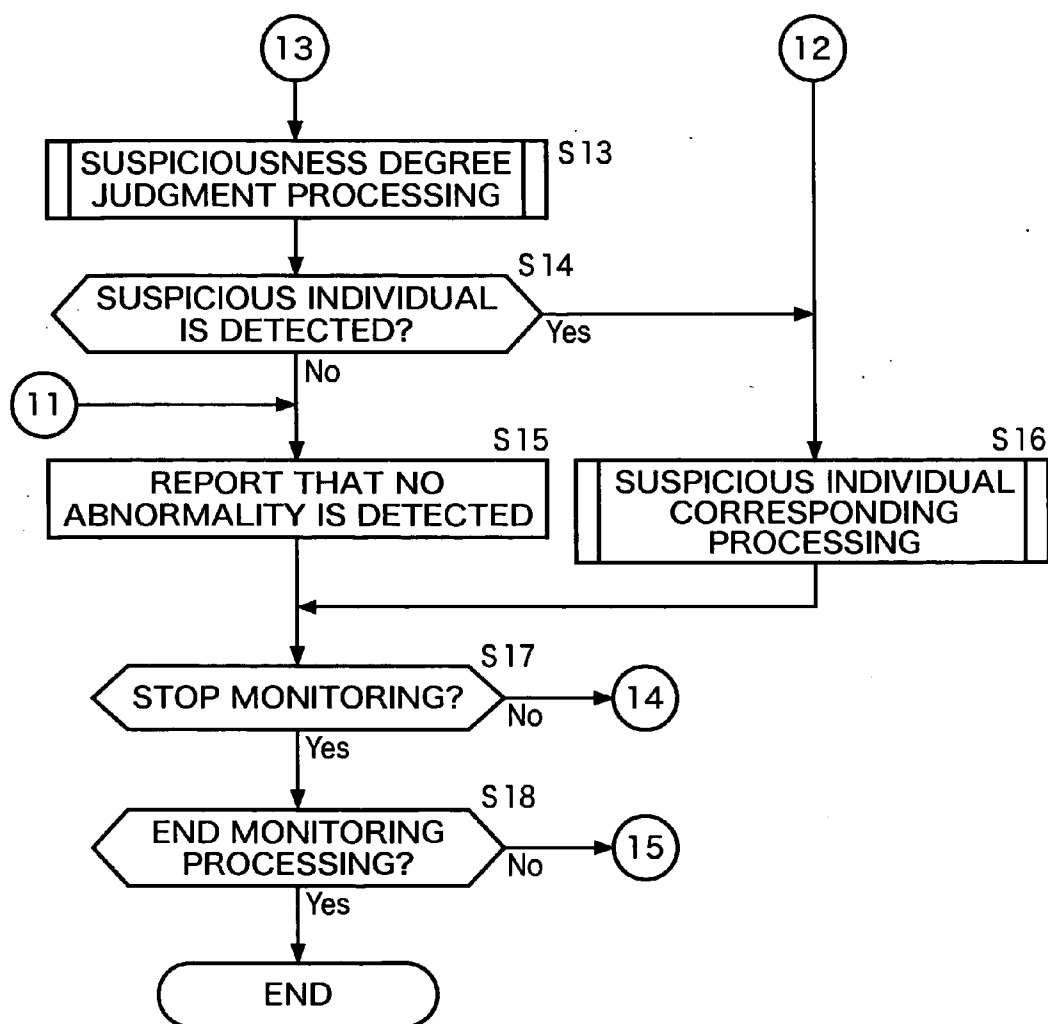 13
12
SUSPICIOUSNESS DEGREE
JUDGMENT PROCESSING
S13
S14
SUSPICIOUS INDIVIDUAL
IS DETECTED?
Yes
No
11
S15
REPORT THAT NO
ABNORMALITY IS DETECTED
S16
SUSPICIOUS INDIVIDUAL
CORRESPONDING
PROCESSING
S17
STOP MONITORING?
No
14
Yes
S18
END MONITORING
PROCESSING?
No
15
Yes
END